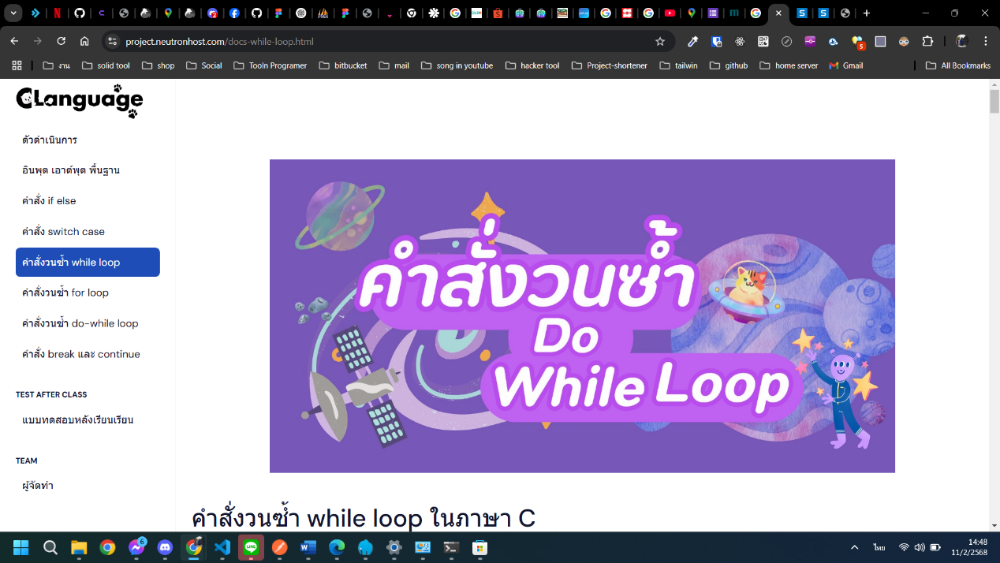 project.neutronhost.com/docs-while-loop.html
งาน
solid tool
shop
Social
Tooln Programer
bitbucket
mail
song in youtube
hacker tool
Project-shortener
tailwin
github
home server
Gmail
All Bookmarks
CLanguage
ตัวดำเนินการ
อินพุต เอาต์พุต พื้นฐาน
คำสั่ง if else
คำสั่ง switch case
คำสั่งวนซ้ำ while loop
คำสั่งวนซ้ำ for loop
คำสั่งวนซ้ำ do-while loop
คำสั่ง break และ continue
TEST AFTER CLASS
แบบทดสอบหลังเรียนเรียน
TEAM
ผู้จัดทำ
คำสั่งวนซ้ำ
Do
While Loop
คำสั่งวนซ้ำ while loop ในภาษา C
ไทย
14:48
11/2/2568